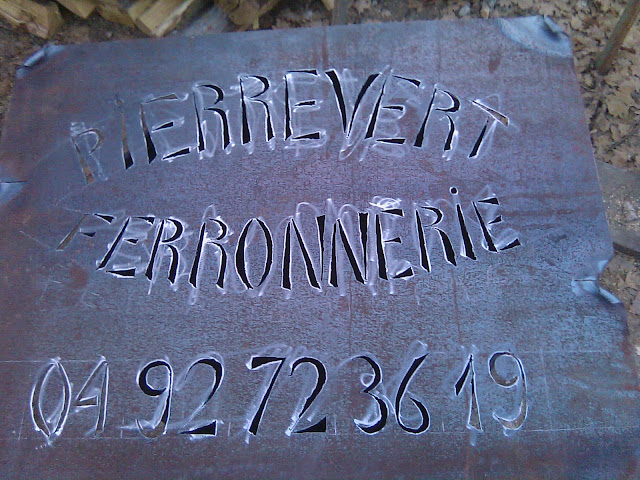 PIERREVERT
FERRONNERIE
04 92 72 36 19